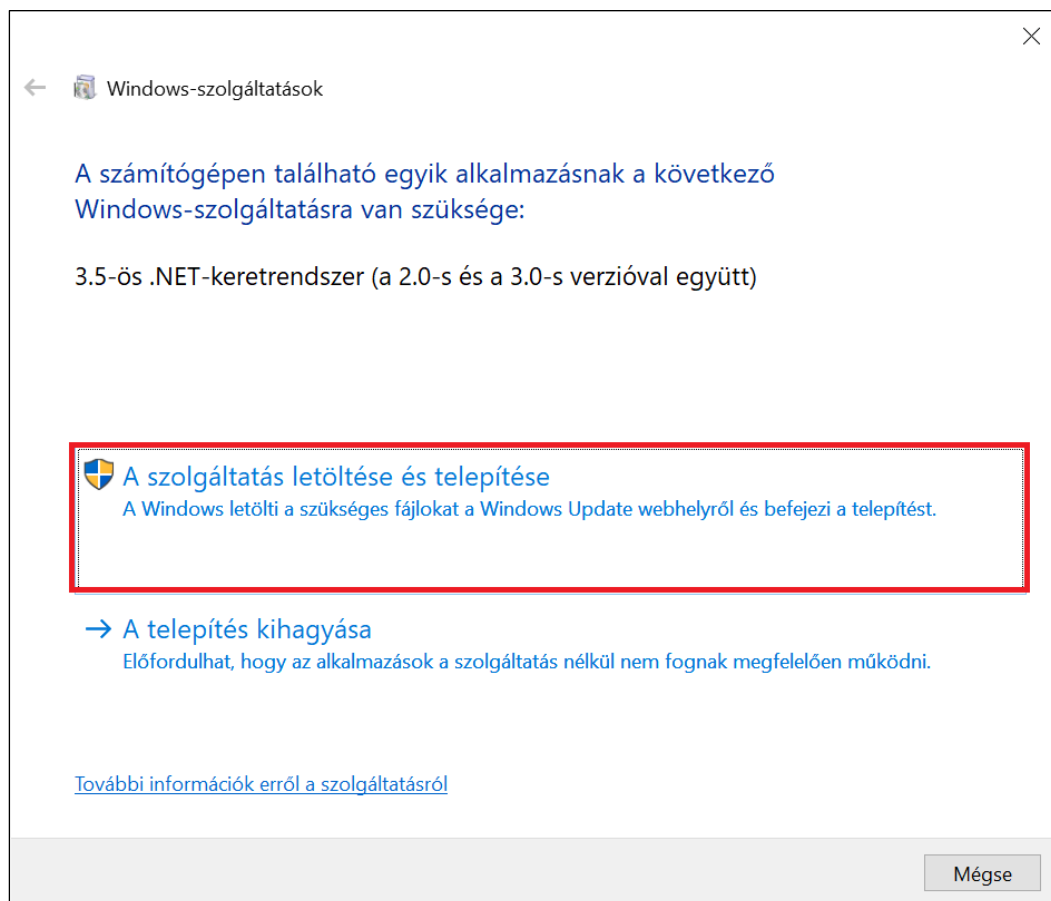 Windows-szolgáltatások
A számítógépen található egyik alkalmazásnak a következő
Windows-szolgáltatásra van szüksége:
3.5-ös .NET-keretrendszer (a 2.0-s és a 3.0-s verzióval együtt)
A szolgáltatás letöltése és telepítése
A Windows letölti a szükséges fájlokat a Windows Update webhelyről és befejezi a telepítést.
A telepítés kihagyása
Előfordulhat, hogy az alkalmazások a szolgáltatás nélkül nem fognak megfelelően működni.
További információk erről a szolgáltatásról
Mégse